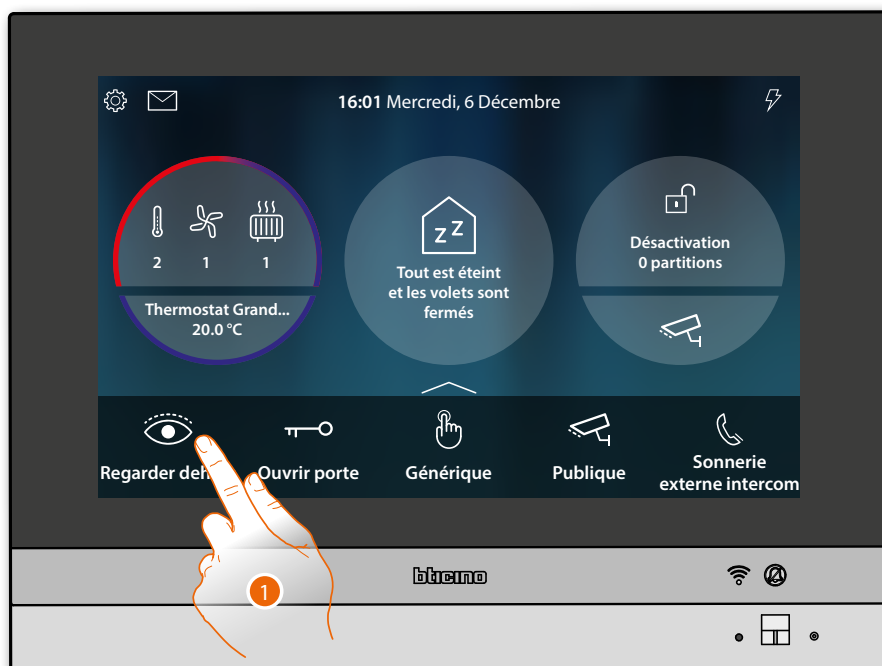 16:01 Mercredi, 6 Décembre
2 1 1
Thermostat Grand...
20.0 °C
Tout est éteint
et les volets sont
fermés
Désactivation
0 partitions
Regarder deh
Ouvrir porte
Générique
Publique
Sonnerie
externe intercom
bticino
1